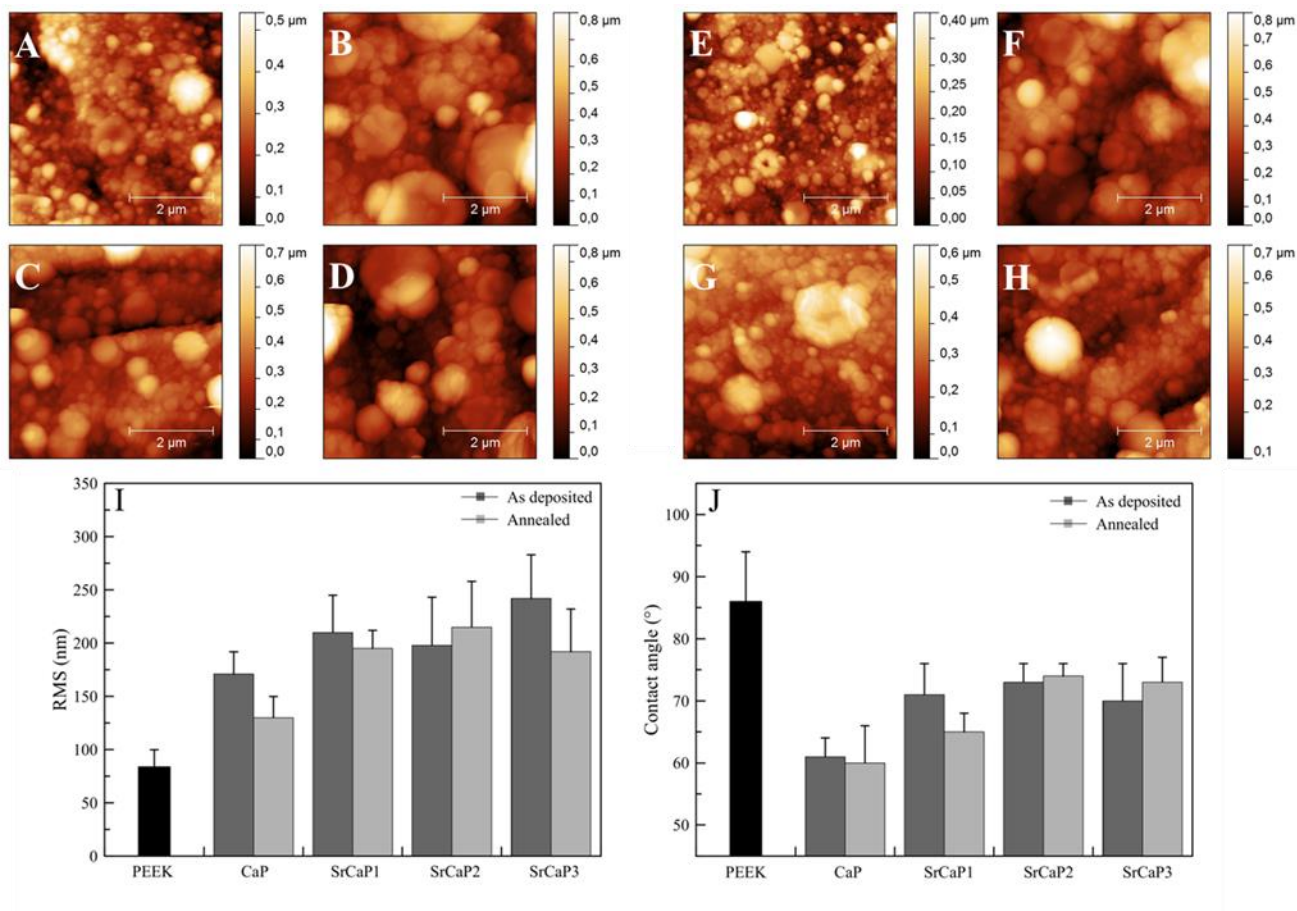 A
0,5 µm
0,4
0,3
0,2
0,1
0,0
2 µm
B
0,8 µm
0,6
0,5
0,4
0,3
0,2
0,1
0,0
2 µm
E
0,40 µm
0,30
0,25
0,20
0,15
0,10
0,05
0,00
2 µm
F
0,8 µm
0,7
0,6
0,5
0,4
0,3
0,2
0,1
0,0
2 µm
C
0,7 µm
0,6
0,5
0,4
0,3
0,2
0,1
0,0
2 µm
D
0,8 µm
0,6
0,5
0,4
0,3
0,2
0,1
0,0
2 µm
G
0,6 µm
0,5
0,4
0,3
0,2
0,1
0,0
2 µm
H
0,7 µm
0,6
0,5
0,4
0,3
0,2
0,1
2 µm
I
As deposited
Annealed
RMS (nm)
350
300
250
200
150
100
50
0
PEEK CaP SrCaP1 SrCaP2 SrCaP3
J
As deposited
Annealed
Contact angle (°)
100
90
80
70
60
50
PEEK CaP SrCaP1 SrCaP2 SrCaP3